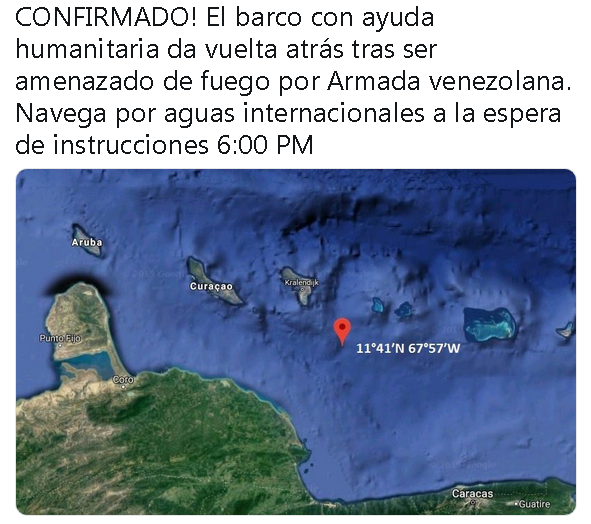 CONFIRMADO! El barco con ayuda
humanitaria da vuelta atrás tras ser
amenazado de fuego por Armada venezolana.
Navega por aguas internacionales a la espera
de instrucciones 6:00 PM
Aruba
Curaçao
Kralendijk
11°41'N 67°57'W
Punto Fijo
Coro
Caracas
Guatire